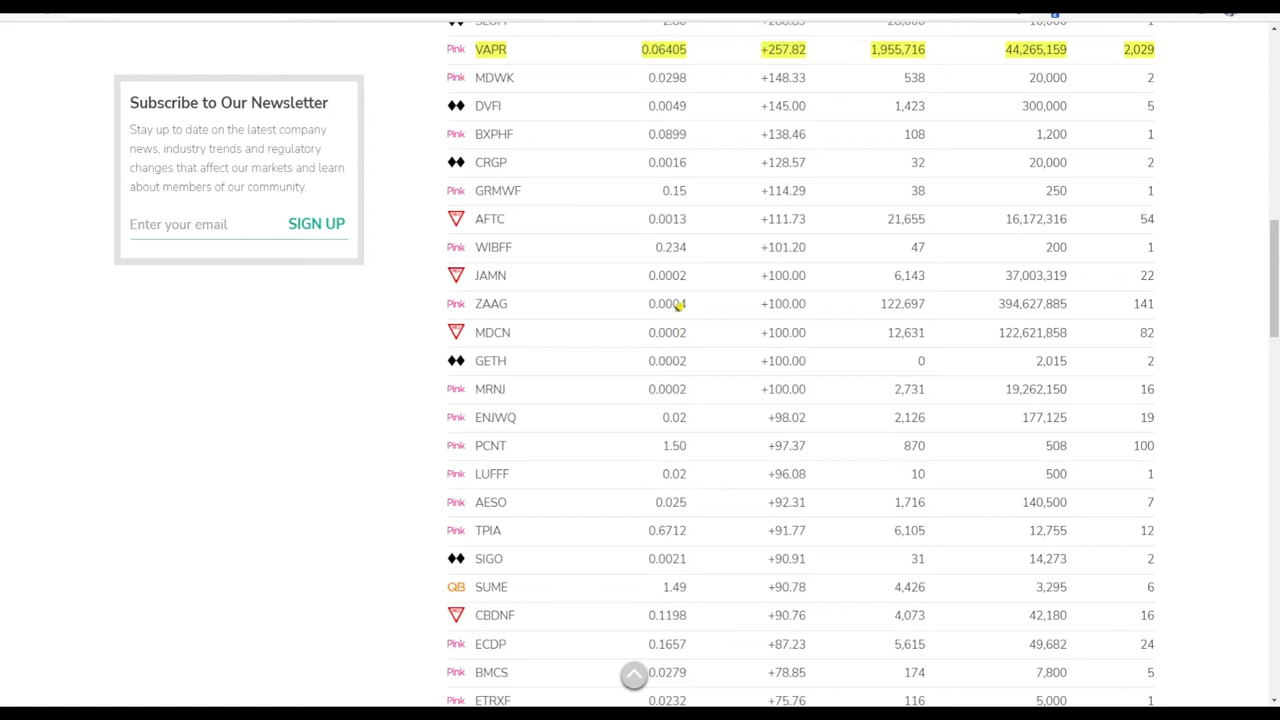 Pink VAPR 0.06405 +257.82 1,955,716 44,265,159 2,029
Subscribe to Our Newsletter
Stay up to date on the latest company
news, industry trends and regulatory
changes that affect our markets and learn
about members of our community.
Enter your email SIGN UP
Pink MDWK 0.0298 +148.33 538 20,000 2
DVFI 0.0049 +145.00 1,423 300,000 5
Pink BXPHF 0.0899 +138.46 108 1,200 1
CRGP 0.0016 +128.57 32 20,000 2
Pink GRMWF 0.15 +114.29 38 250 1
AFTC 0.0013 +111.73 21,655 16,172,316 54
Pink WIBFF 0.234 +101.20 47 200 1
JAMN 0.0002 +100.00 6,143 37,003,319 22
Pink ZAAG 0.0004 +100.00 122,697 394,627,885 141
MDCN 0.0002 +100.00 12,631 122,621,858 82
GETH 0.0002 +100.00 0 2,015 2
Pink MRNJ 0.0002 +100.00 2,731 19,262,150 16
Pink ENJWQ 0.02 +98.02 2,126 177,125 19
Pink PCNT 1.50 +97.37 870 508 100
Pink LUFFF 0.02 +96.08 10 500 1
Pink AESO 0.025 +92.31 1,716 140,500 7
Pink TPIA 0.6712 +91.77 6,105 12,755 12
SIGO 0.0021 +90.91 31 14,273 2
QB SUME 1.49 +90.78 4,426 3,295 6
CBDNF 0.1198 +90.76 4,073 42,180 16
Pink ECDP 0.1657 +87.23 5,615 49,682 24
Pink BMCS 0.0279 +78.85 174 7,800 5
Pink ETRXF 0.0232 +75.76 116 5,000 1